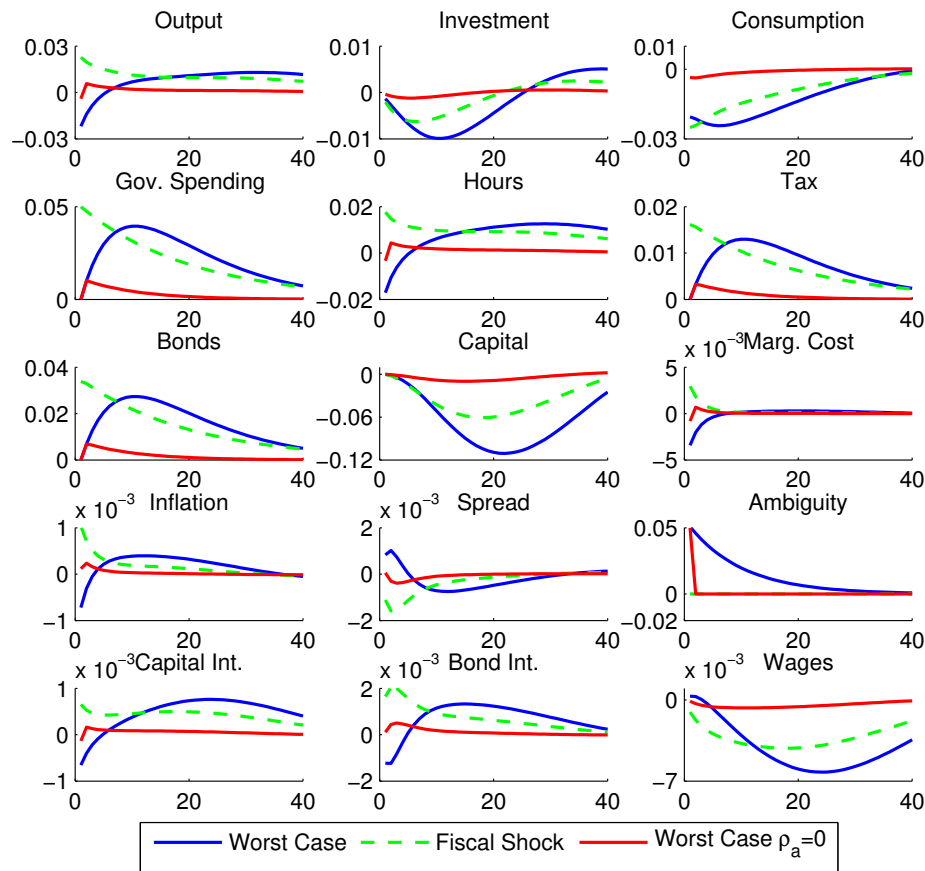 Output
Investment
Consumption
0.03
0
−0.03
0 20 40
0.01
0
−0.01
0 20 40
0.01
0
−0.03
0 20 40
Gov. Spending
Hours
Tax
0.05
0
0 20 40
0.02
0
−0.02
0 20 40
0.02
0.01
0
0 20 40
Bonds
Capital
x 10⁻³ Marg. Cost
0.04
0.02
0
0 20 40
0
−0.06
−0.12
0 20 40
5
0
−5
0 20 40
x 10⁻³ Inflation
x 10⁻³ Spread
Ambiguity
1
0
−1
0 20 40
2
0
−2
0 20 40
0.05
0
−0.02
0 20 40
x 10⁻³ Capital Int.
x 10⁻³ Bond Int.
x 10⁻³ Wages
1
0
−1
0 20 40
2
0
−2
0 20 40
0
−7
0 20 40
Worst Case
Fiscal Shock
Worst Case ρ_a=0